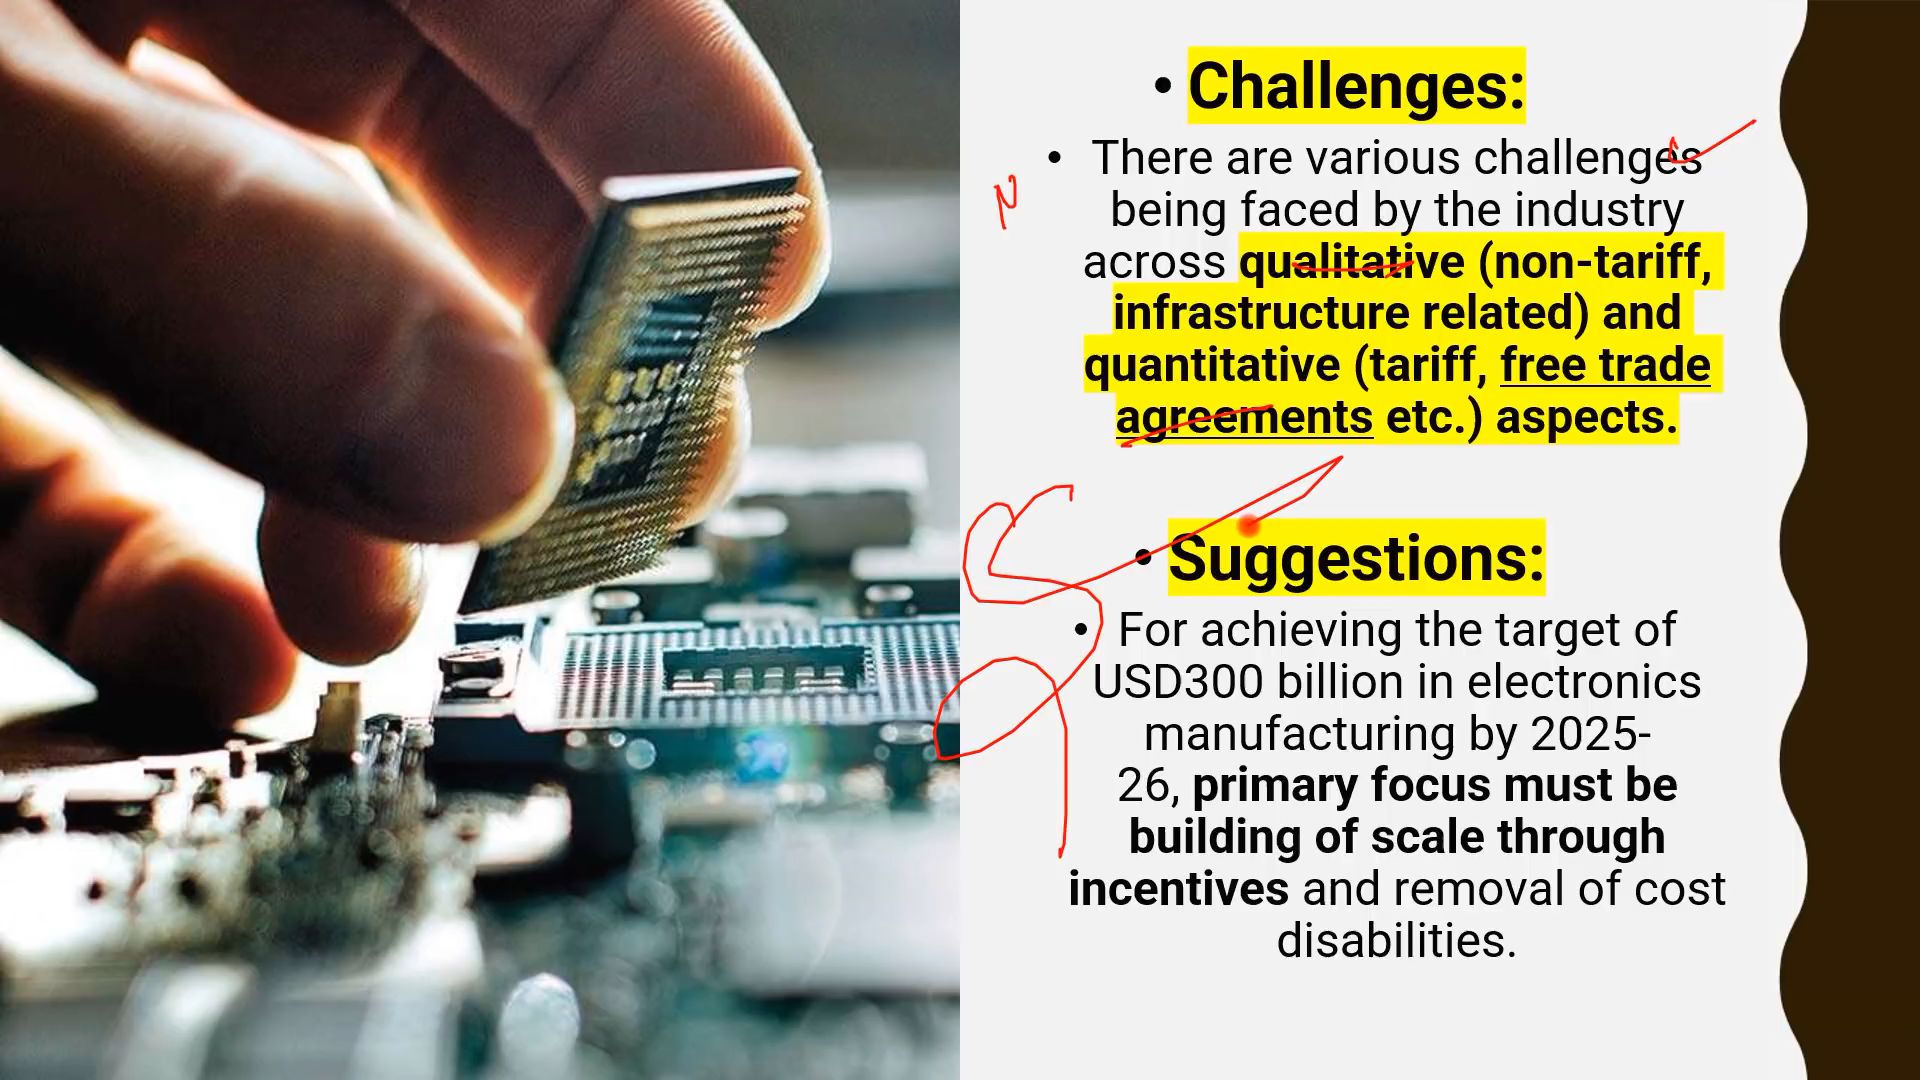 • Challenges:
• There are various challenges
being faced by the industry
across qualitative (non-tariff,
infrastructure related) and
quantitative (tariff, free trade
agreements etc.) aspects.
• Suggestions:
• For achieving the target of
USD300 billion in electronics
manufacturing by 2025-
26, primary focus must be
building of scale through
incentives and removal of cost
disabilities.